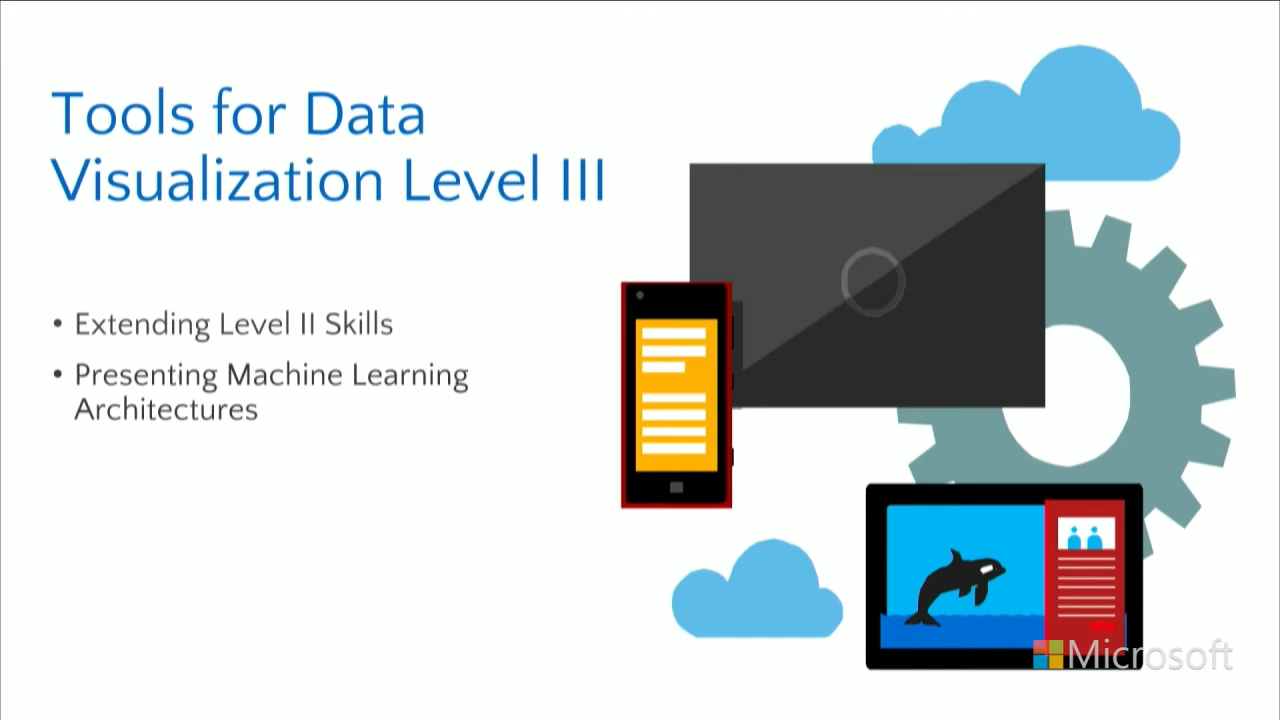 Tools for Data
Visualization Level III
• Extending Level II Skills
• Presenting Machine Learning
Architectures
Microsoft